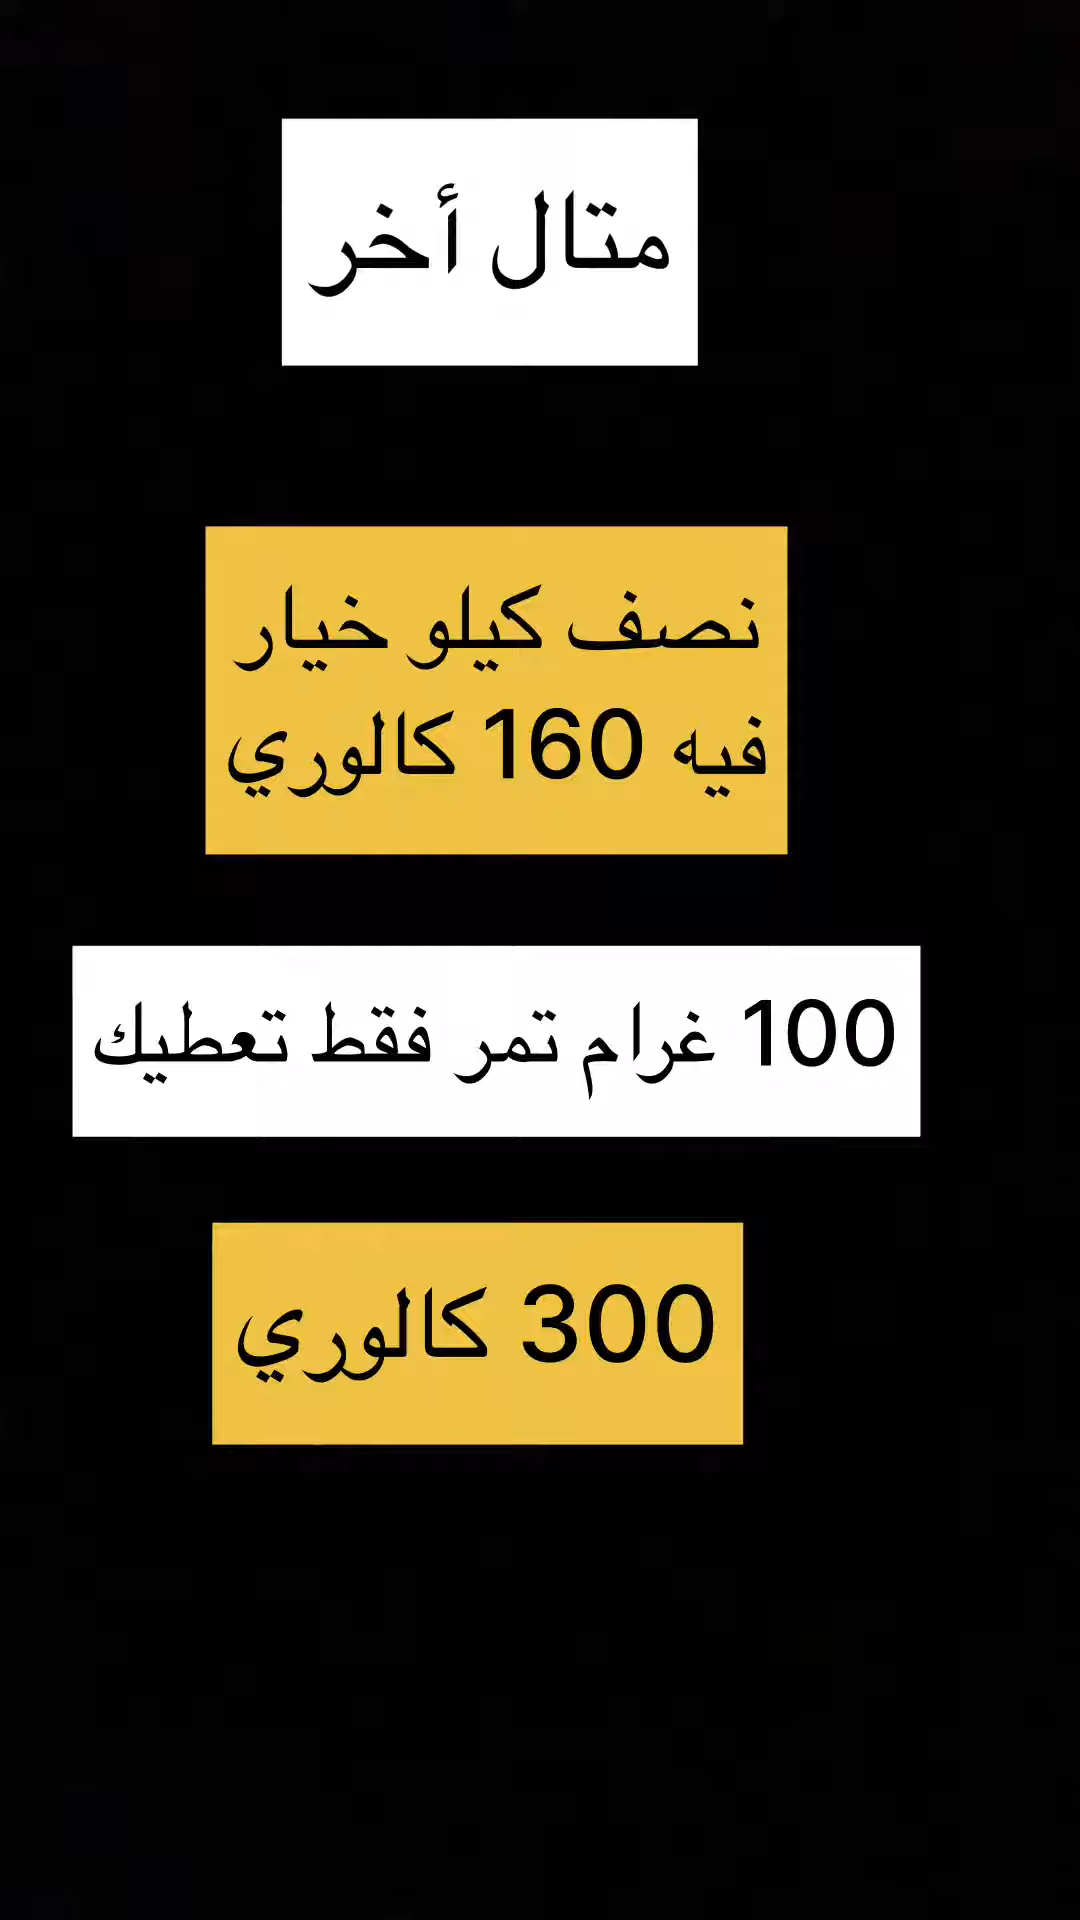 متال أخر
نصف كيلو خيار
فيه 160 كالوري
100 غرام تمر فقط تعطيك
300 كالوري